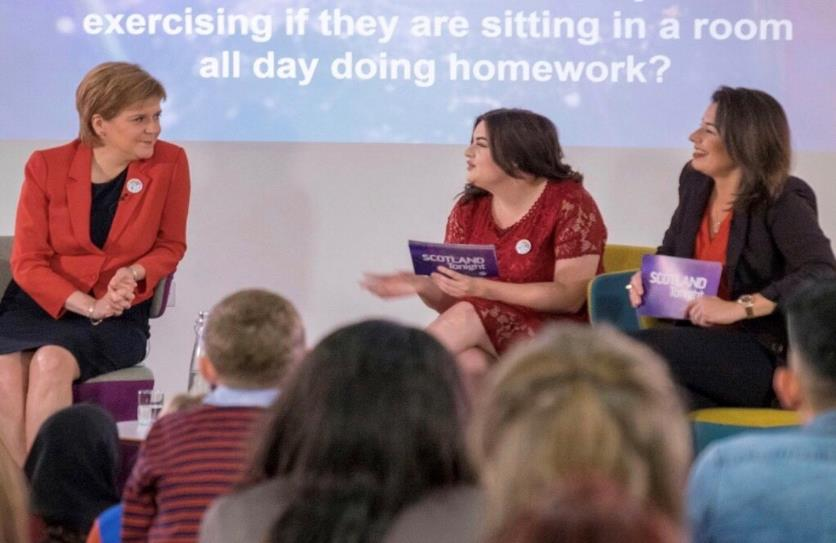 exercising if they are sitting in a room
all day doing homework?
SCOTLAND
Tonight
SCOTLAND
Tonight